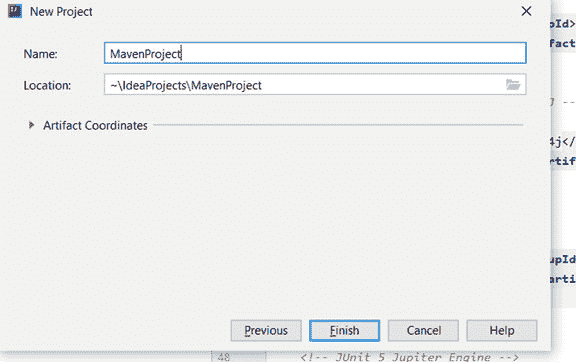 New Project
Name: MavenProject
Location: ~\IdeaProjects\MavenProject
Artifact Coordinates
Previous Finish Cancel Help
48 <!-- JUnit 5 Jupiter Engine -->